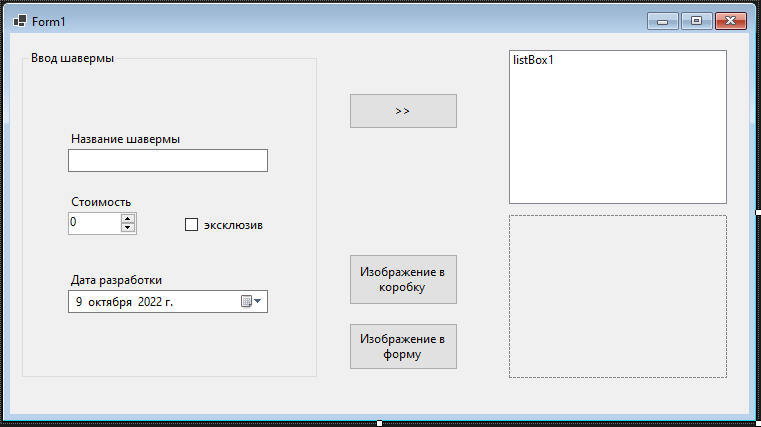 Form1
Ввод шавермы
Название шавермы
Стоимость
0
эксклюзив
Дата разработки
9 октября 2022 г.
>>
Изображение в
коробку
Изображение в
форму
listBox1